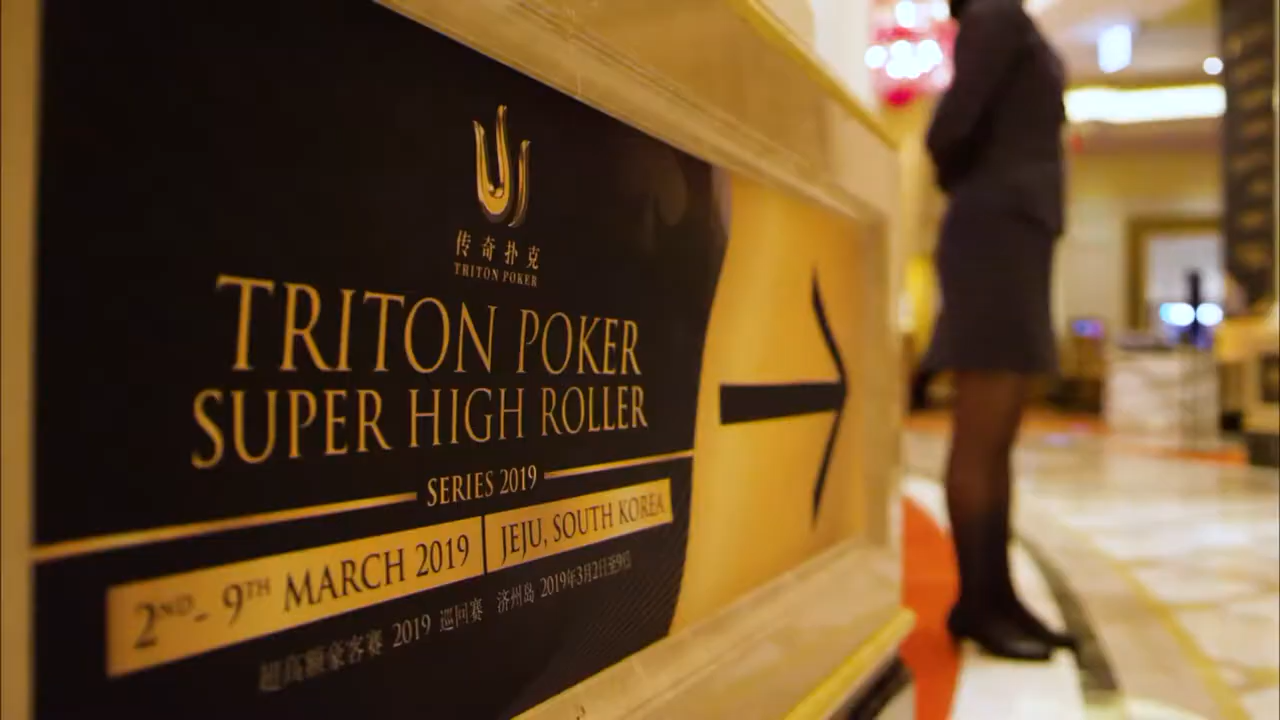 传奇扑克
TRITON POKER
TRITON POKER
SUPER HIGH ROLLER
SERIES 2019
2ND - 9TH MARCH 2019 | JEJU, SOUTH KOREA
超高额豪客赛 2019 巡回赛 济州岛 2019年3月2日至9日